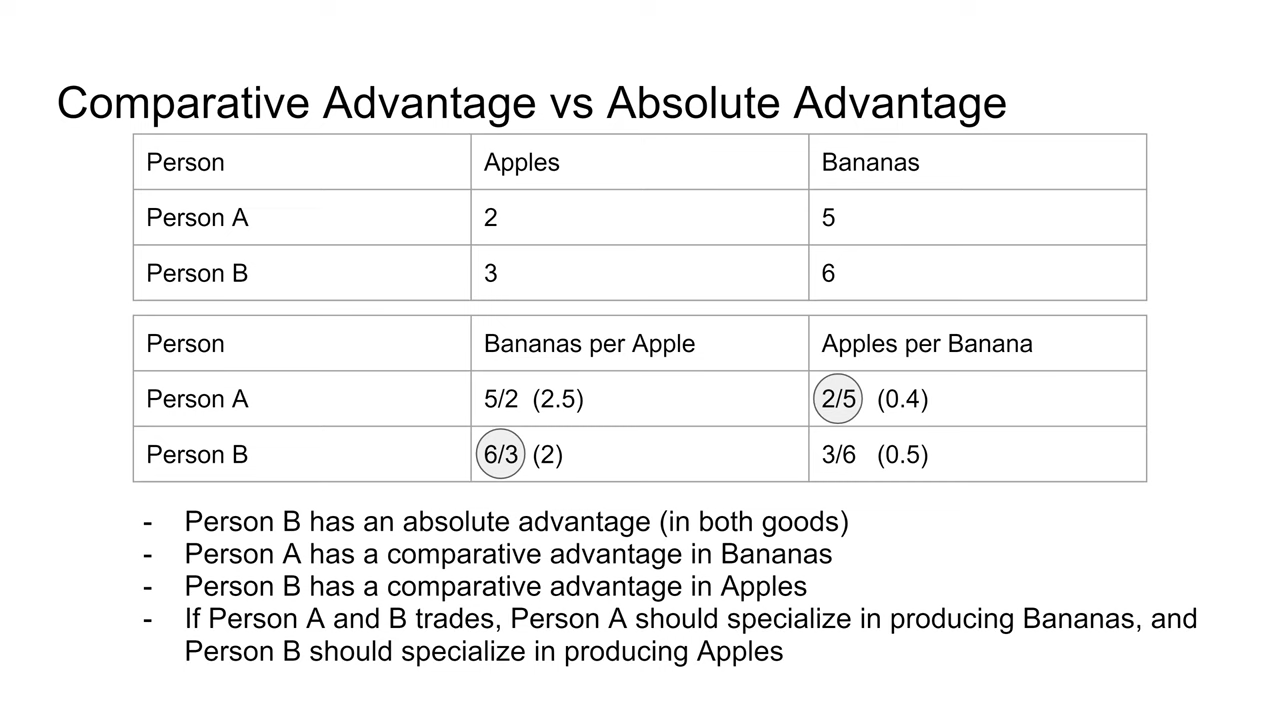 Comparative Advantage vs Absolute Advantage
Person Apples Bananas
Person A 2 5
Person B 3 6
Person Bananas per Apple Apples per Banana
Person A 5/2 (2.5) 2/5 (0.4)
Person B 6/3 (2) 3/6 (0.5)
- Person B has an absolute advantage (in both goods)
- Person A has a comparative advantage in Bananas
- Person B has a comparative advantage in Apples
- If Person A and B trades, Person A should specialize in producing Bananas, and
Person B should specialize in producing Apples